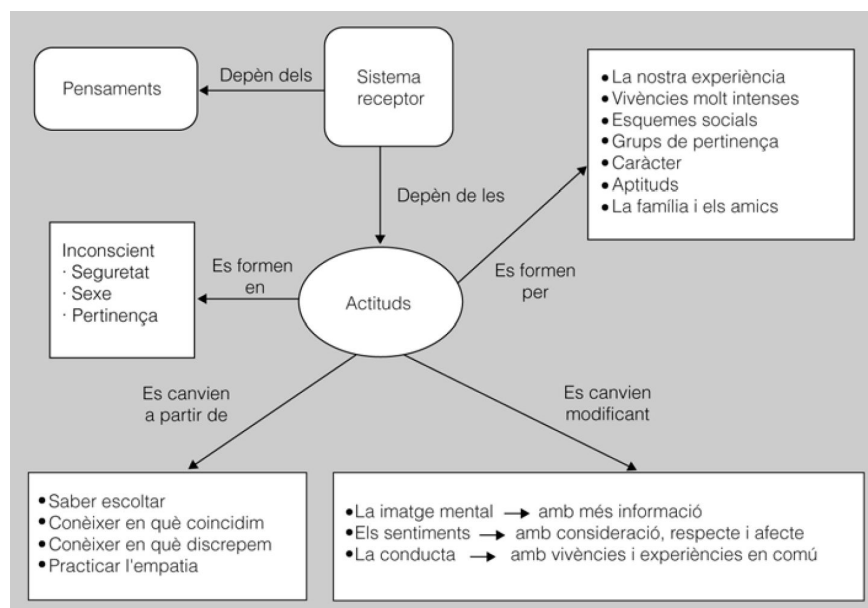 Pensaments
Depèn dels
Sistema
receptor
• La nostra experiència
• Vivències molt intenses
• Esquemes socials
• Grups de pertinença
• Caràcter
• Aptituds
• La família i els amics
Depèn de les
Inconscient
· Seguretat
· Sexe
· Pertinença
Es formen
en
Actituds
Es formen
per
Es canvien
a partir de
Es canvien
modificant
• Saber escoltar
• Conèixer en què coincidim
• Conèixer en què discrepem
• Practicar l'empatia
• La imatge mental → amb més informació
• Els sentiments → amb consideració, respecte i afecte
• La conducta → amb vivències i experiències en comú